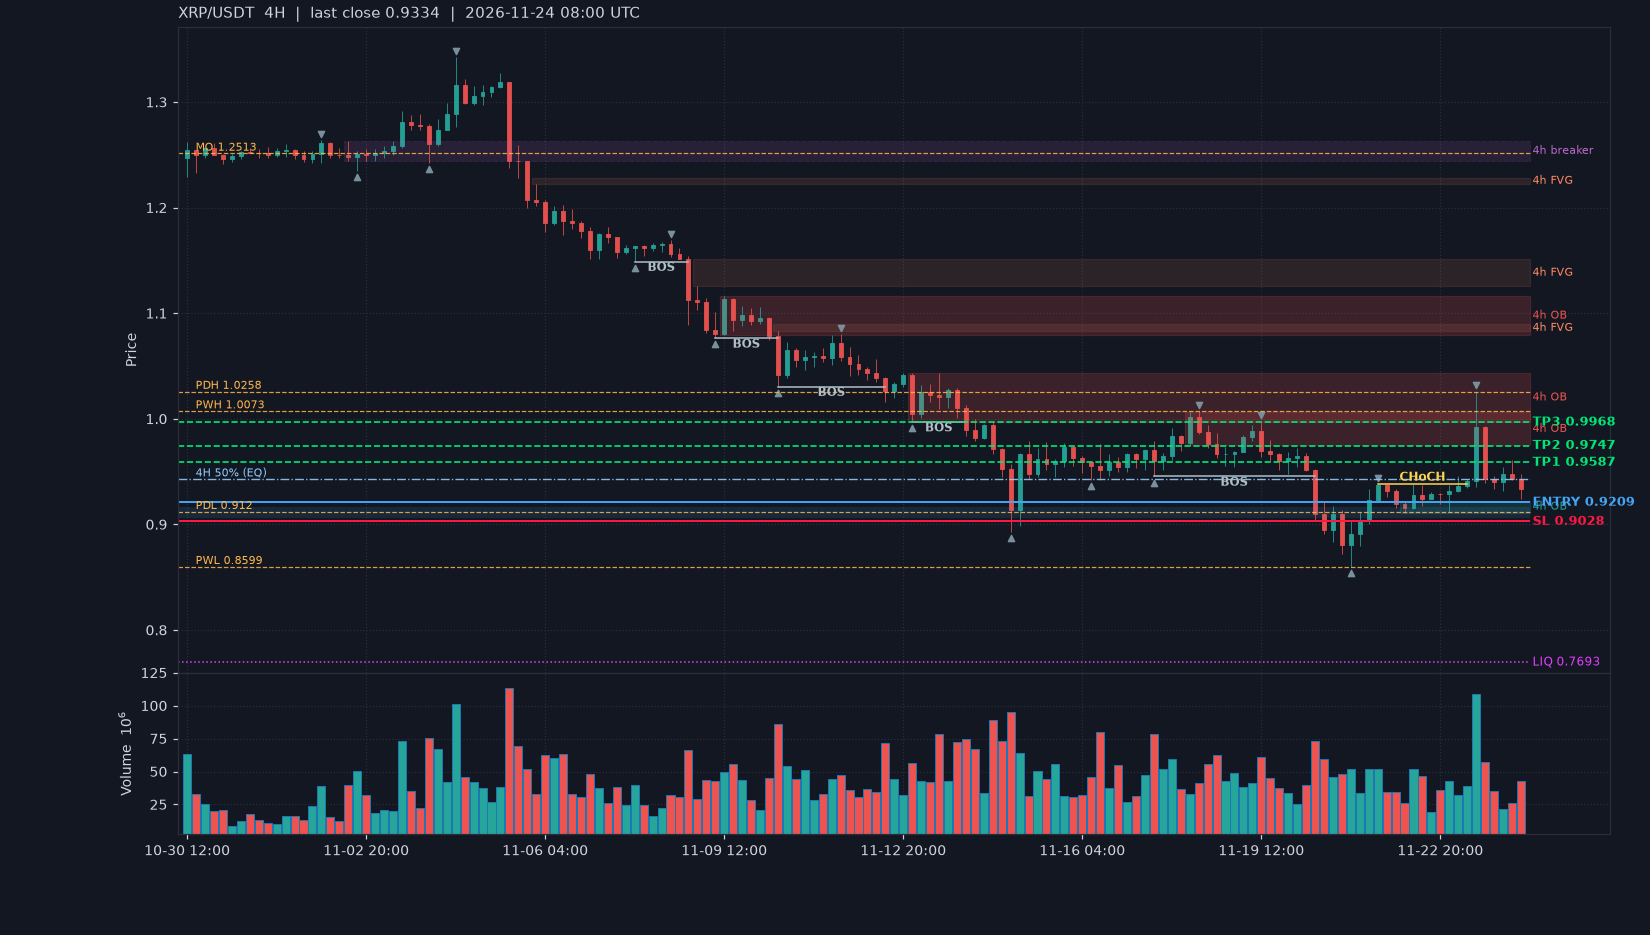 XRP/USDT 4H | last close 0.9334 | 2026-11-24 08:00 UTC
Price
1.3
1.2
1.1
1.0
0.9
0.8
MO 1.2513
4h breaker
4h FVG
BOS
4h FVG
4h OB
4h FVG
BOS
PDH 1.0258
BOS
4h OB
PWH 1.0073
BOS
TP3 0.9968
4h OB
TP2 0.9747
TP1 0.9587
4H 50% (EQ)
CHoCH
BOS
ENTRY 0.9209
PDL 0.912
4h OB
SL 0.9028
PWL 0.8599
LIQ 0.7693
Volume 10⁶
125
100
75
50
25
10-30 12:00
11-02 20:00
11-06 04:00
11-09 12:00
11-12 20:00
11-16 04:00
11-19 12:00
11-22 20:00